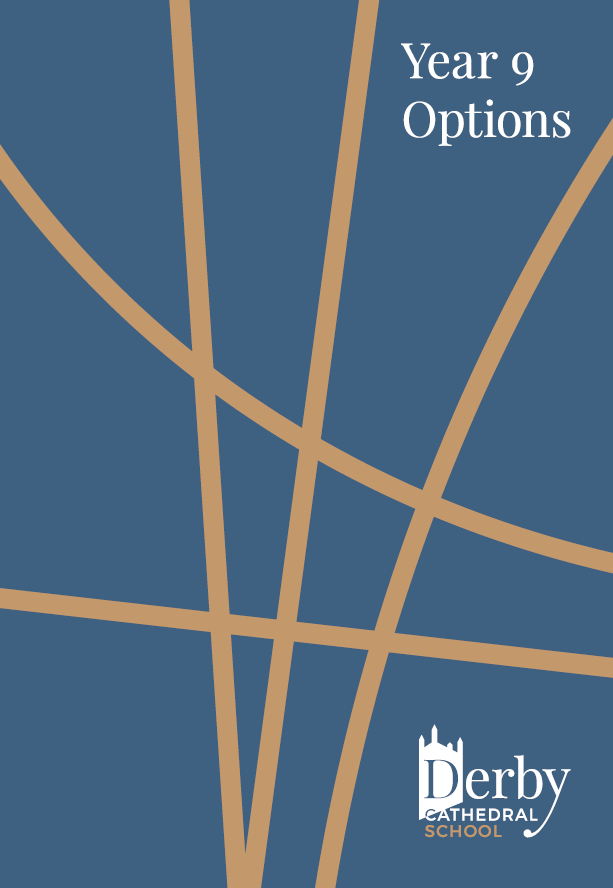 Year 9
Options
Derby
CATHEDRAL
SCHOOL